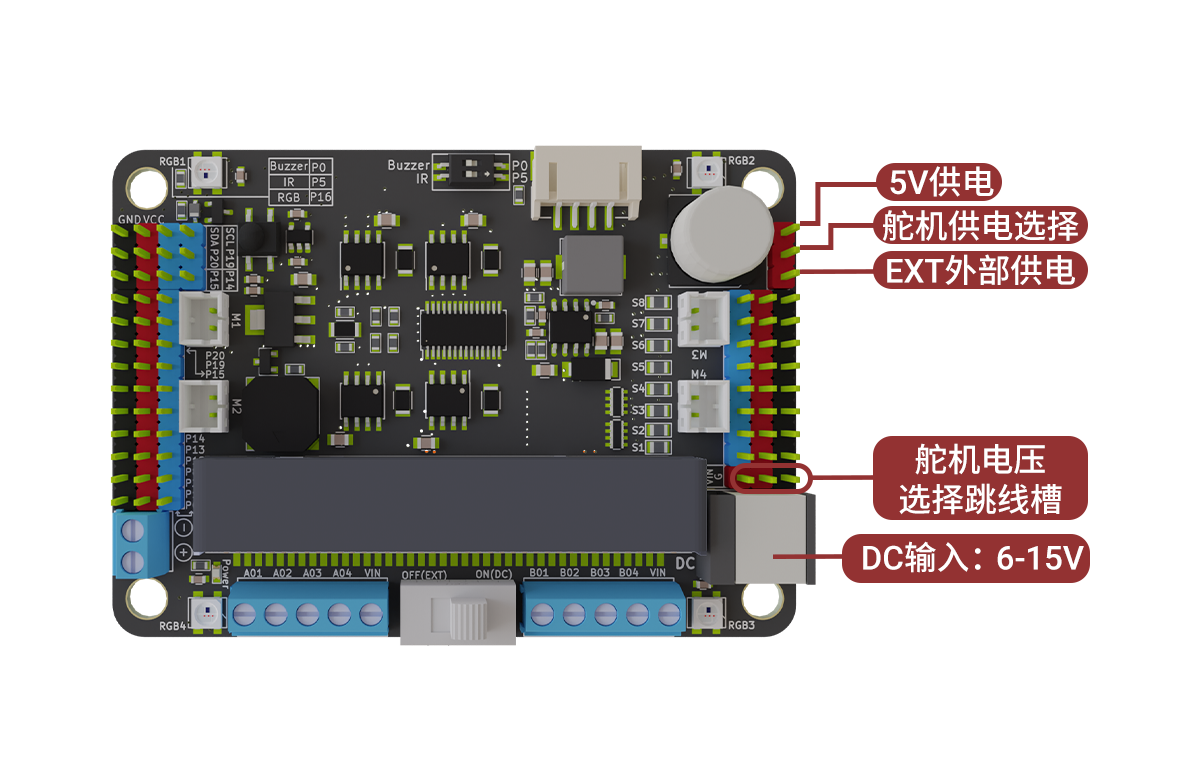 RGB1
Buzzer P0
IR P5
RGB P16
Buzzer
IR
P0
P5
RGB2
GND VCC
SDA P20 P15
SCL P19 P14
5V供电
舵机供电选择
EXT外部供电
M1
P20
P19
P15
M2
P14
P13
S8
S7
S6
S5
S4
S3
S2
S1
M3
M4
VIN
G
舵机电压
选择跳线槽
DC
DC输入：6-15V
Power
A01 A02 A03 A04 VIN
OFF(EXT) ON(DC)
B01 B02 B03 B04 VIN
RGB4
RGB3